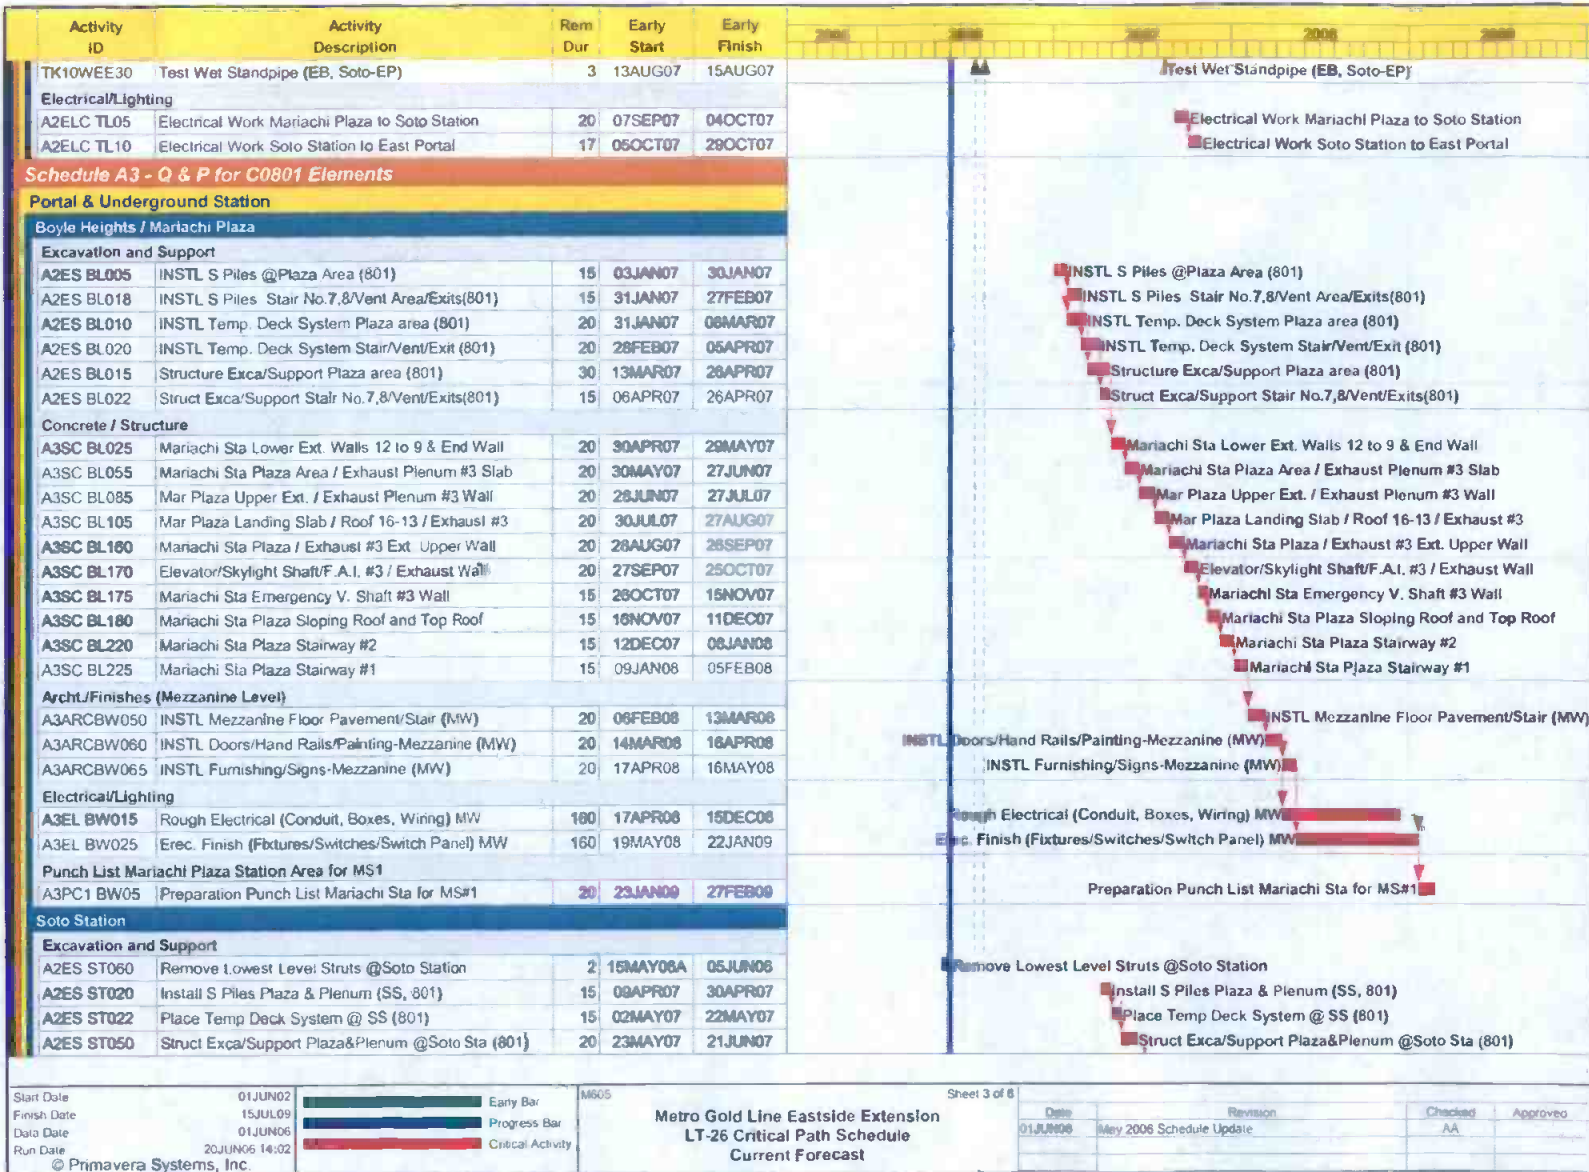 Activity ID Activity Description Rem Dur Early Start Early Finish 2005 2006 2007 2008 2009
TK10WEE30 Test Wet Standpipe (EB, Soto-EP) 3 13AUG07 15AUG07 Test Wet Standpipe (EB, Soto-EP)
Electrical/Lighting
A2ELC TL05 Electrical Work Mariachi Plaza to Soto Station 20 07SEP07 04OCT07 Electrical Work Mariachi Plaza to Soto Station
A2ELC TL10 Electrical Work Soto Station to East Portal 17 05OCT07 29OCT07 Electrical Work Soto Station to East Portal
Schedule A3 - Q & P for C0801 Elements
Portal & Underground Station
Boyle Heights / Mariachi Plaza
Excavation and Support
A2ES BL005 INSTL S Piles @Plaza Area (801) 15 03JAN07 30JAN07 INSTL S Piles @Plaza Area (801)
A2ES BL018 INSTL S Piles Stair No.7,8/Vent Area/Exits(801) 15 31JAN07 27FEB07 INSTL S Piles Stair No.7,8/Vent Area/Exits(801)
A2ES BL010 INSTL Temp. Deck System Plaza area (801) 20 31JAN07 06MAR07 INSTL Temp. Deck System Plaza area (801)
A2ES BL020 INSTL Temp. Deck System Stair/Vent/Exit (801) 20 28FEB07 05APR07 INSTL Temp. Deck System Stair/Vent/Exit (801)
A2ES BL015 Structure Exca/Support Plaza area (801) 30 13MAR07 26APR07 Structure Exca/Support Plaza area (801)
A2ES BL022 Struct Exca/Support Stair No.7,8/Vent/Exits(801) 15 06APR07 26APR07 Struct Exca/Support Stair No.7,8/Vent/Exits(801)
Concrete / Structure
A3SC BL025 Mariachi Sta Lower Ext. Walls 12 to 9 & End Wall 20 30APR07 29MAY07 Mariachi Sta Lower Ext. Walls 12 to 9 & End Wall
A3SC BL055 Mariachi Sta Plaza Area / Exhaust Plenum #3 Slab 20 30MAY07 27JUN07 Mariachi Sta Plaza Area / Exhaust Plenum #3 Slab
A3SC BL085 Mar Plaza Upper Ext. / Exhaust Plenum #3 Wall 20 28JUN07 27JUL07 Mar Plaza Upper Ext. / Exhaust Plenum #3 Wall
A3SC BL105 Mar Plaza Landing Slab / Roof 16-13 / Exhaust #3 20 30JUL07 27AUG07 Mar Plaza Landing Slab / Roof 16-13 / Exhaust #3
A3SC BL160 Mariachi Sta Plaza / Exhaust #3 Ext. Upper Wall 20 28AUG07 26SEP07 Mariachi Sta Plaza / Exhaust #3 Ext. Upper Wall
A3SC BL170 Elevator/Skylight Shaft/F.A.I. #3 / Exhaust Wall 20 27SEP07 25OCT07 Elevator/Skylight Shaft/F.A.I. #3 / Exhaust Wall
A3SC BL175 Mariachi Sta Emergency V. Shaft #3 Wall 15 26OCT07 15NOV07 Mariachi Sta Emergency V. Shaft #3 Wall
A3SC BL180 Mariachi Sta Plaza Sloping Roof and Top Roof 15 16NOV07 11DEC07 Mariachi Sta Plaza Sloping Roof and Top Roof
A3SC BL220 Mariachi Sta Plaza Stairway #2 15 12DEC07 08JAN08 Mariachi Sta Plaza Stairway #2
A3SC BL225 Mariachi Sta Plaza Stairway #1 15 09JAN08 05FEB08 Mariachi Sta Plaza Stairway #1
Archt./Finishes (Mezzanine Level)
A3ARCBW050 INSTL Mezzanine Floor Pavement/Stair (MW) 20 06FEB08 13MAR08 INSTL Mezzanine Floor Pavement/Stair (MW)
A3ARCBW060 INSTL Doors/Hand Rails/Painting-Mezzanine (MW) 20 14MAR08 16APR08 INSTL Doors/Hand Rails/Painting-Mezzanine (MW)
A3ARCBW065 INSTL Furnishing/Signs-Mezzanine (MW) 20 17APR08 16MAY08 INSTL Furnishing/Signs-Mezzanine (MW)
Electrical/Lighting
A3EL BW015 Rough Electrical (Conduit, Boxes, Wiring) MW 160 17APR08 15DEC08 Rough Electrical (Conduit, Boxes, Wiring) MW
A3EL BW025 Erec. Finish (Fixtures/Switches/Switch Panel) MW 160 19MAY08 22JAN09 Erec. Finish (Fixtures/Switches/Switch Panel) MW
Punch List Mariachi Plaza Station Area for MS1
A3PC1 BW05 Preparation Punch List Mariachi Sta for MS#1 20 23JAN09 27FEB09 Preparation Punch List Mariachi Sta for MS#1
Soto Station
Excavation and Support
A2ES ST060 Remove Lowest Level Struts @Soto Station 2 15MAY06A 05JUN06 Remove Lowest Level Struts @Soto Station
A2ES ST020 Install S Piles Plaza & Plenum (SS, 801) 15 09APR07 30APR07 Install S Piles Plaza & Plenum (SS, 801)
A2ES ST022 Place Temp Deck System @ SS (801) 15 02MAY07 22MAY07 Place Temp Deck System @ SS (801)
A2ES ST050 Struct Exca/Support Plaza&Plenum @Soto Sta (801) 20 23MAY07 21JUN07 Struct Exca/Support Plaza&Plenum @Soto Sta (801)
Start Date 01JUN02
Finish Date 15JUL09
Data Date 01JUN06
Run Date 20JUN06 14:02
© Primavera Systems, Inc.
Early Bar
Progress Bar
Critical Activity
M605
Metro Gold Line Eastside Extension
LT-26 Critical Path Schedule
Current Forecast
Sheet 3 of 6
Date Revision Checked Approved
01JUN06 May 2006 Schedule Update AA